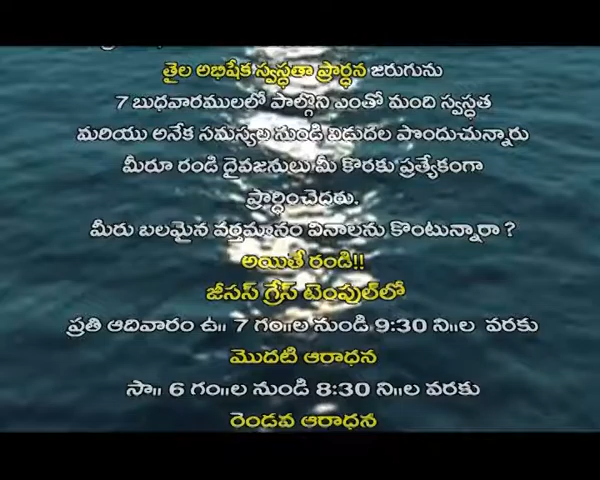 తైల అభిషేక స్వస్థతా ప్రార్థన జరుగును
7 బుధవారములలో పాల్గొని ఎంతో మంది స్వస్థత
మరియు అనేక సమస్యల నుండి విడుదల పొందుచున్నారు
మీరూ రండి దైవజనులు మీ కొరకు ప్రత్యేకంగా
ప్రార్థించెదరు.
మీరు బలమైన వర్తమానం వినాలను కొంటున్నారా ?
అయితే రండి!!
జీసస్ గ్రేస్ టెంపుల్‌లో
ప్రతి ఆదివారం ఉ॥ 7 గం॥ల నుండి 9:30 ని॥ల వరకు
మొదటి ఆరాధన
సా॥ 6 గం॥ల నుండి 8:30 ని॥ల వరకు
రెండవ ఆరాధన